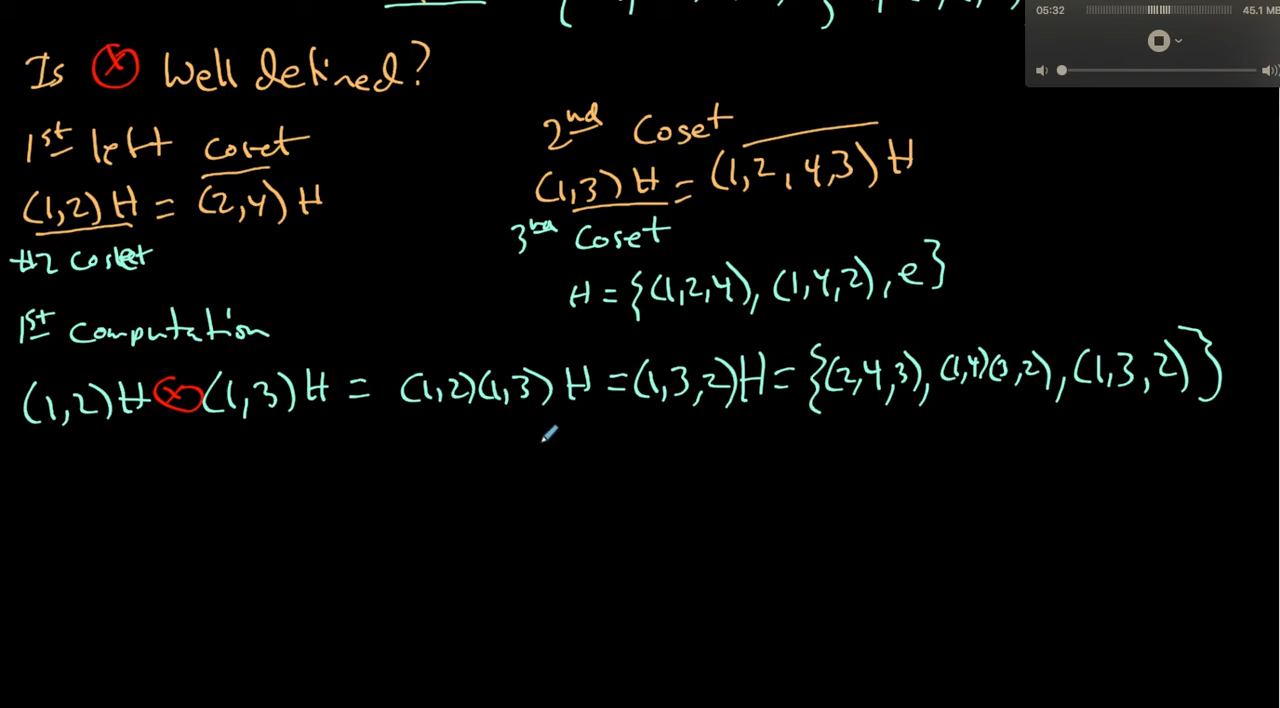 05:32 45.1 M
Is ⊗ Well defined?
1st left coset
(1,2)H = (2,4)H
#2 coset
2nd Coset
(1,3)H = (1,2,4,3)H
3rd Coset
H = {(1,2,4), (1,4,2), e}
1st computation
(1,2)H ⊗ (1,3)H = (1,2)(1,3)H = (1,3,2)H = {(2,4,3), (1,4)(3,2), (1,3,2)}